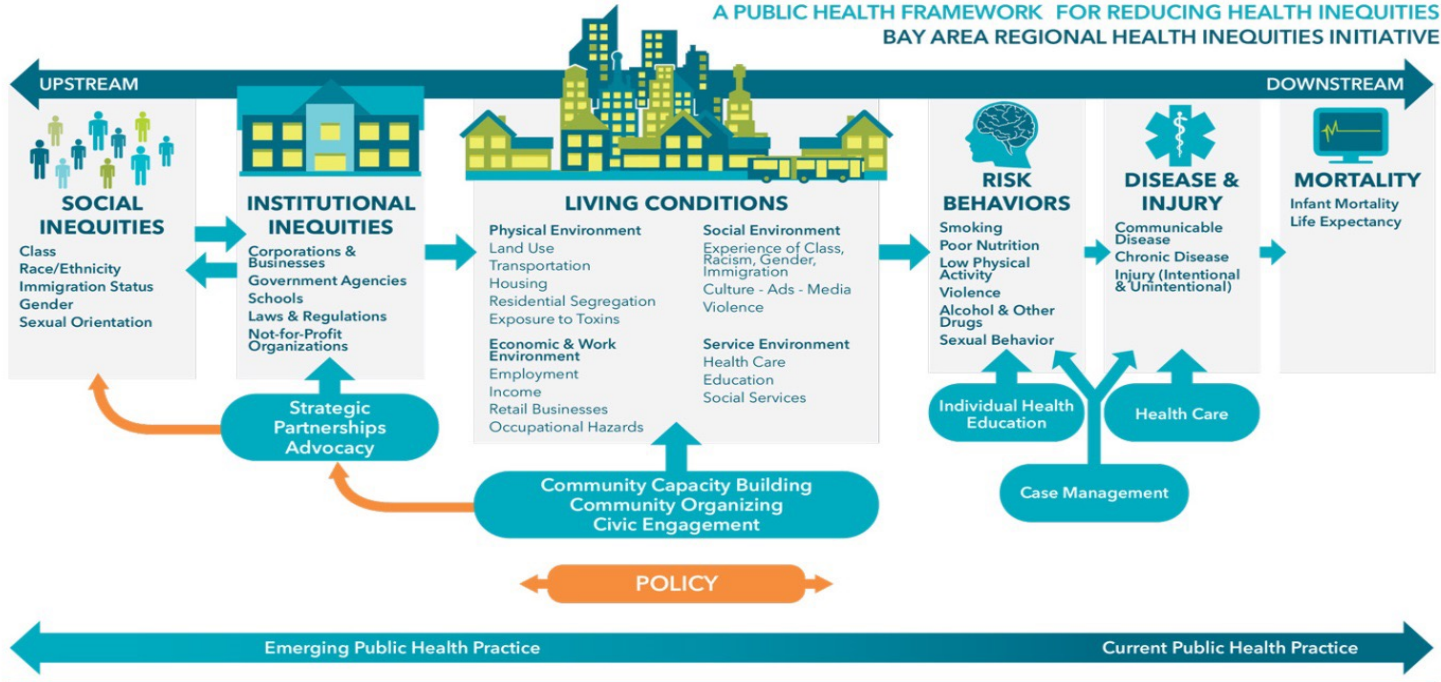 A PUBLIC HEALTH FRAMEWORK FOR REDUCING HEALTH INEQUITIES
BAY AREA REGIONAL HEALTH INEQUITIES INITIATIVE
UPSTREAM
DOWNSTREAM
SOCIAL
INEQUITIES
Class
Race/Ethnicity
Immigration Status
Gender
Sexual Orientation
INSTITUTIONAL
INEQUITIES
Corporations &
Businesses
Government Agencies
Schools
Laws & Regulations
Not-for-Profit
Organizations
LIVING CONDITIONS
Physical Environment
Land Use
Transportation
Housing
Residential Segregation
Exposure to Toxins
Economic & Work
Environment
Employment
Income
Retail Businesses
Occupational Hazards
Social Environment
Experience of Class,
Racism, Gender,
Immigration
Culture - Ads - Media
Violence
Service Environment
Health Care
Education
Social Services
RISK
BEHAVIORS
Smoking
Poor Nutrition
Low Physical
Activity
Violence
Alcohol & Other
Drugs
Sexual Behavior
DISEASE &
INJURY
Communicable
Disease
Chronic Disease
Injury (Intentional
& Unintentional)
MORTALITY
Infant Mortality
Life Expectancy
Strategic
Partnerships
Advocacy
Community Capacity Building
Community Organizing
Civic Engagement
Individual Health
Education
Health Care
Case Management
POLICY
Emerging Public Health Practice
Current Public Health Practice